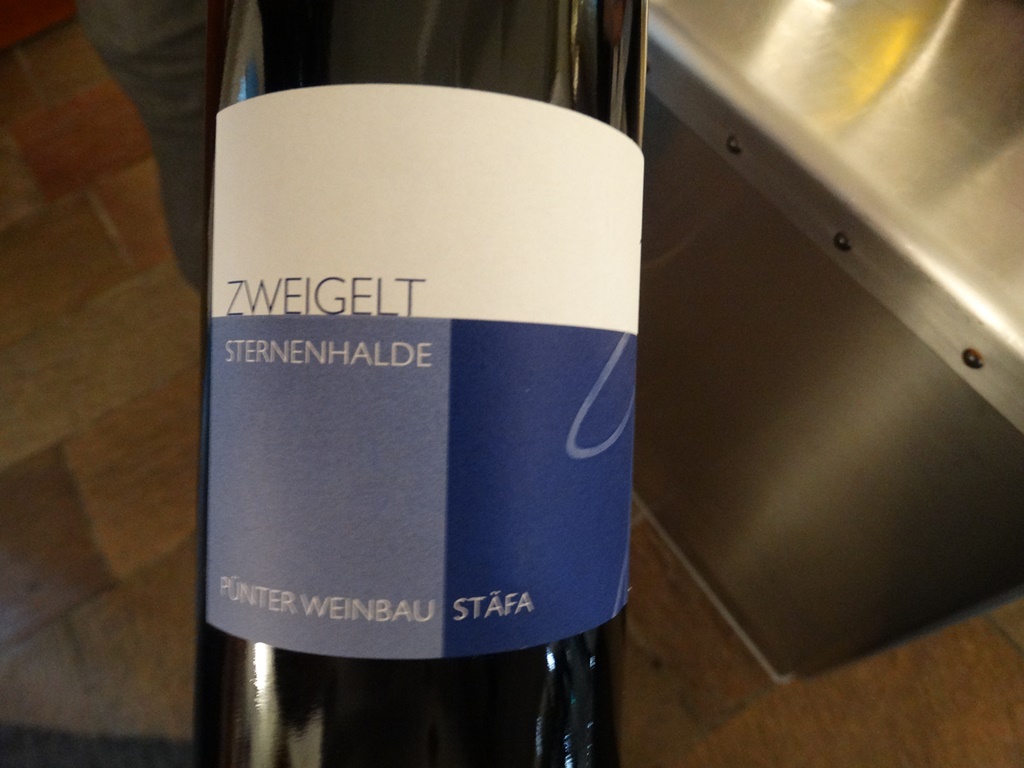 ZWEIGELT
STERNENHALDE
PÜNTER WEINBAU STÄFA